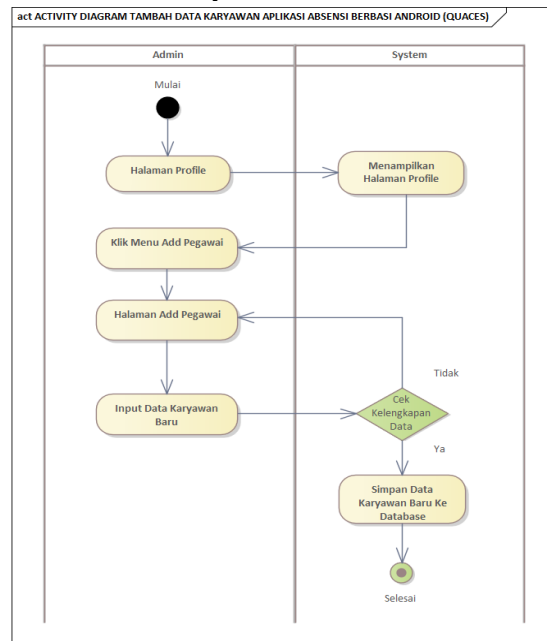 act ACTIVITY DIAGRAM TAMBAH DATA KARYAWAN APLIKASI ABSENSI BERBASI ANDROID (QUACES)
Admin
System
Mulai
Halaman Profile
Menampilkan
Halaman Profile
Klik Menu Add Pegawai
Halaman Add Pegawai
Tidak
Input Data Karyawan
Baru
Cek
Kelengkapan
Data
Ya
Simpan Data
Karyawan Baru Ke
Database
Selesai